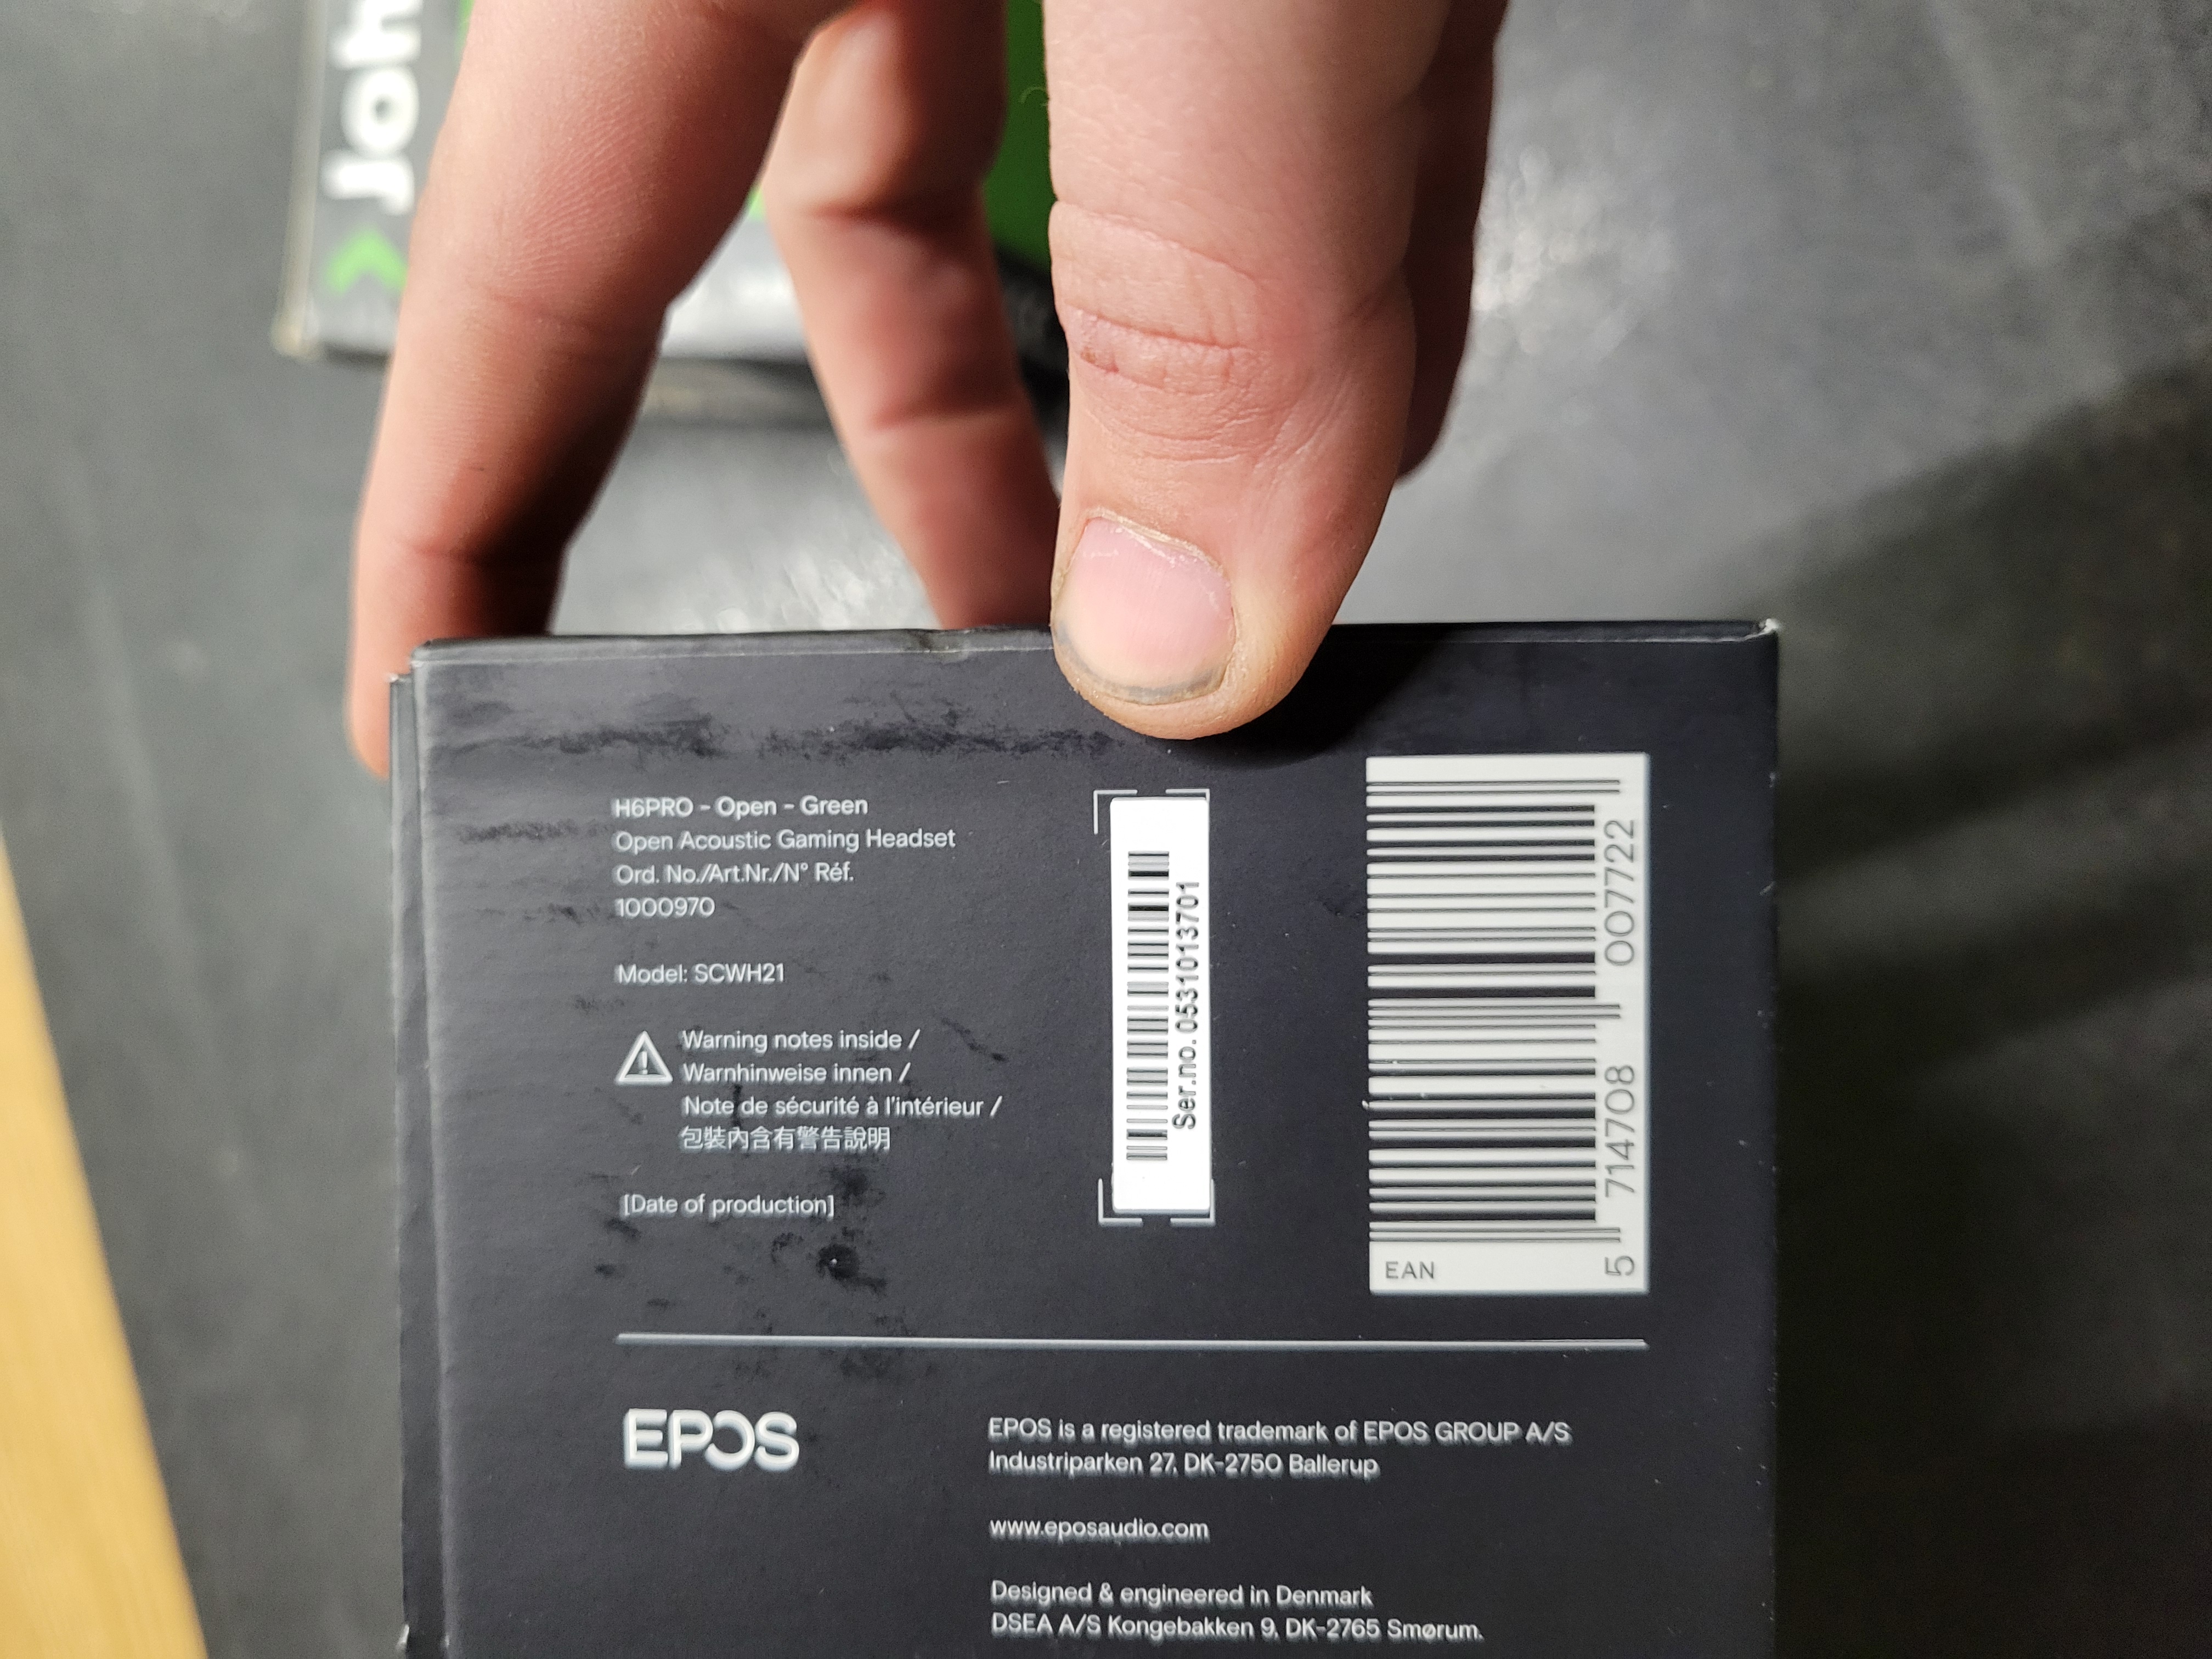 Joh
H6PRO - Open - Green
Open Acoustic Gaming Headset
Ord. No./Art.Nr./N° Réf.
1000970
Model: SCWH21
Warning notes inside /
Warnhinweise innen /
Note de sécurité à l'intérieur /
包裝內含有警告說明
[Date of production]
Ser.no. 0531013701
5 714708 007722
EAN
EPOS
EPOS is a registered trademark of EPOS GROUP A/S
Industriparken 27, DK-2750 Ballerup
www.eposaudio.com
Designed & engineered in Denmark
DSEA A/S Kongebakken 9, DK-2765 Smørum.